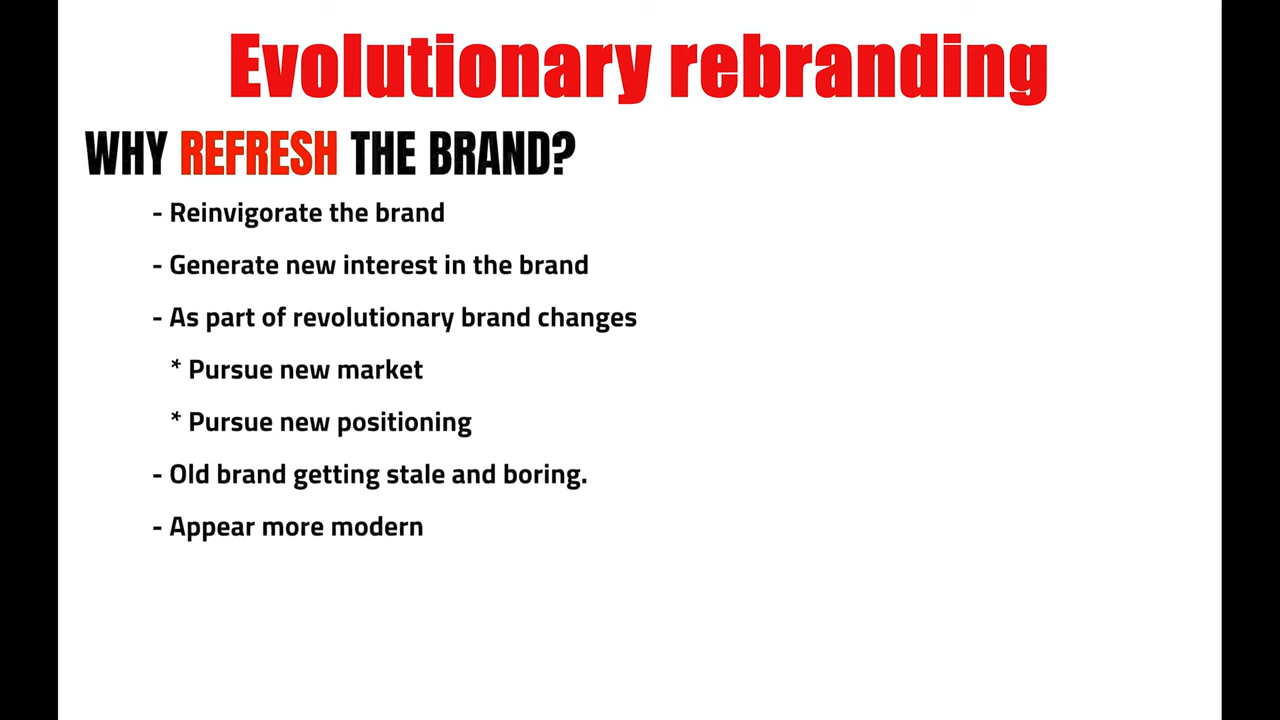 Evolutionary rebranding
WHY REFRESH THE BRAND?
- Reinvigorate the brand
- Generate new interest in the brand
- As part of revolutionary brand changes
* Pursue new market
* Pursue new positioning
- Old brand getting stale and boring.
- Appear more modern